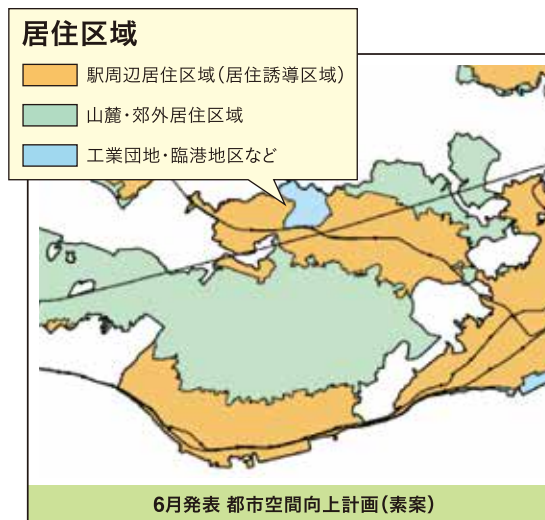 居住区域
駅周辺居住区域（居住誘導区域）
山麓・郊外居住区域
工業団地・臨港地区など
6月発表 都市空間向上計画（素案）